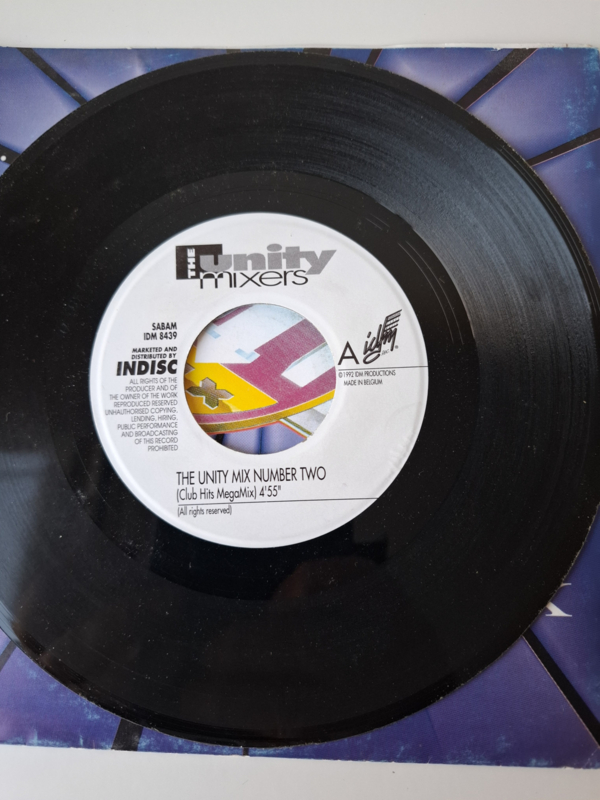 THE unity
mixers
SABAM
IDM 8439
MARKETED AND
DISTRIBUTED BY
INDISC
ALL RIGHTS OF THE
PRODUCER AND OF
THE OWNER OF THE WORK
REPRODUCED RESERVED
UNAUTHORISED COPYING,
LENDING, HIRING,
PUBLIC PERFORMANCE
AND BROADCASTING
OF THIS RECORD
PROHIBITED
A idm
©1992 IDM PRODUCTIONS
MADE IN BELGIUM
THE UNITY MIX NUMBER TWO
(Club Hits MegaMix) 4'55"
(All rights reserved)